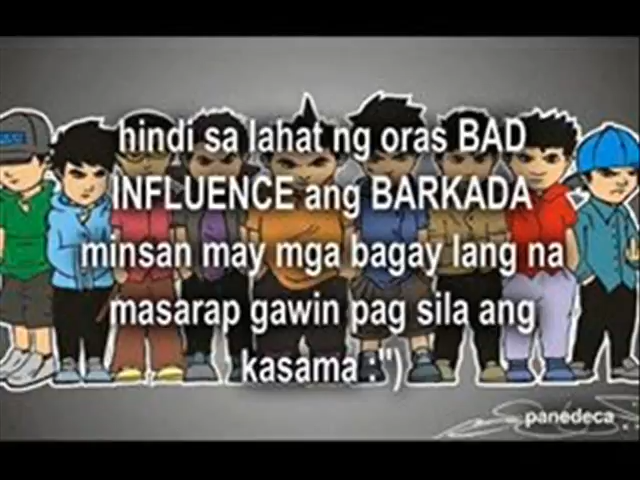 hindi sa lahat ng oras BAD
INFLUENCE ang BARKADA
minsan may mga bagay lang na
masarap gawin pag sila ang
kasama :")
panedeca